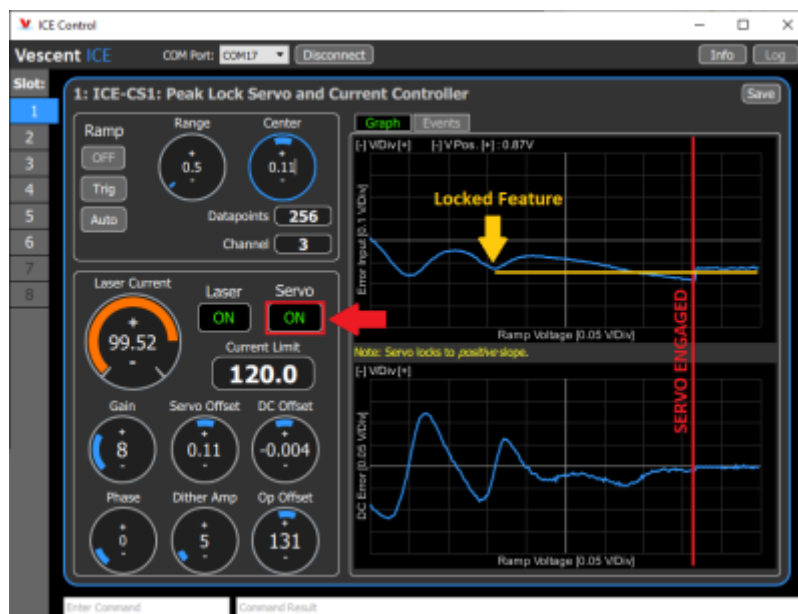 ICE Control
Vescent ICE COM Port: COM17 Disconnect Info Log
Slot:
1
2
3
4
5
6
7
8
1: ICE-CS1: Peak Lock Servo and Current Controller Save
Ramp Range Center
OFF
Trig
Auto
+
0.5
-
+
0.11
-
Datapoints 256
Channel 3
Graph Events
[-] V/Div [+] [-] V Pos. [+] : 0.87V
Locked Feature
Error Input [0.1 V/Div]
Ramp Voltage [0.05 V/Div]
Note: Servo locks to positive slope.
SERVO ENGAGED
Laser Current Laser Servo
ON ON
+
99.52
-
Current Limit
120.0
Gain Servo Offset DC Offset
+ + +
8 0.11 -0.004
- - -
Phase Dither Amp Op Offset
+ + +
0 5 131
- - -
[-] V/Div [+]
DC Error [0.05 V/Div]
Ramp Voltage [0.05 V/Div]
Enter Command Command Result